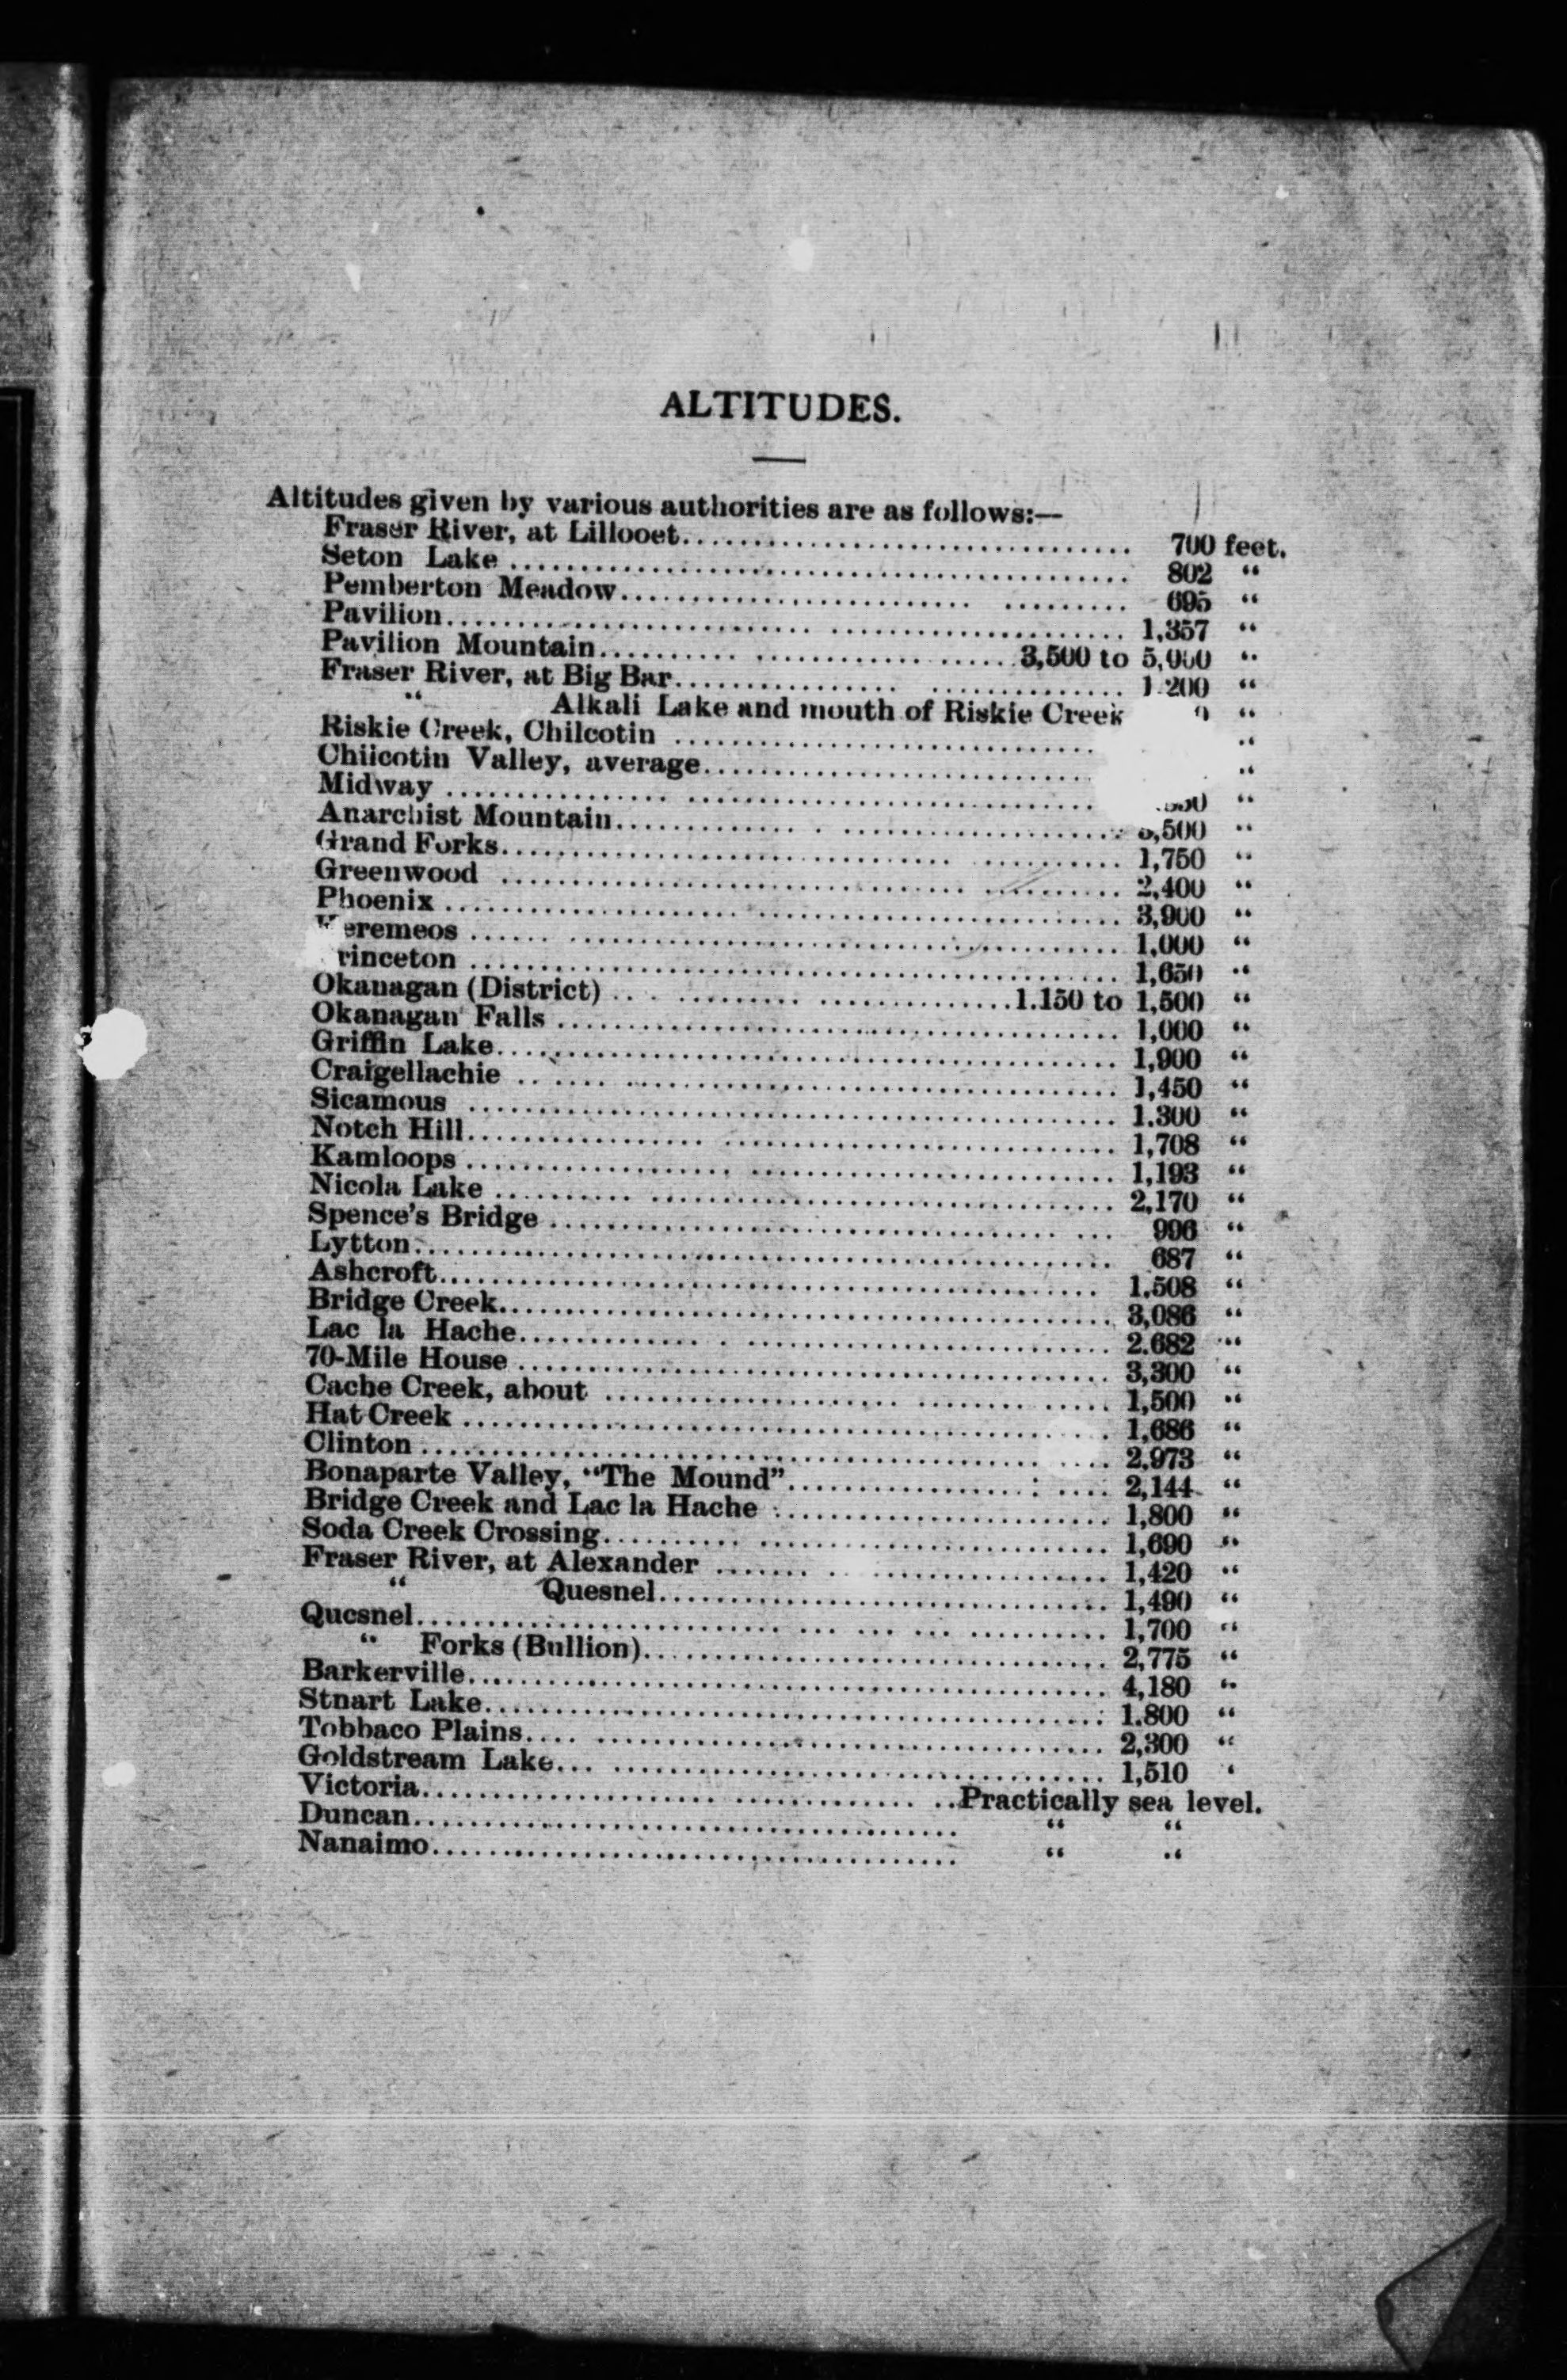 ALTITUDES.
Altitudes given by various authorities are as follows:—
Fraser River, at Lillooet.................................. 700 feet.
Seton Lake .................................. 802 “
Pemberton Meadow.................................. 695 “
Pavilion.................................. 1,357 “
Pavilion Mountain.................................. 3,500 to 5,000 “
Fraser River, at Big Bar.................................. 1.200 “
“ Alkali Lake and mouth of Riskie Creek “
Riskie Creek, Chilcotin .................................. “
Chilcotin Valley, average.................................. “
Midway .................................. “
Anarchist Mountain.................................. “
Grand Forks.................................. 1,750 “
Greenwood .................................. 2,400 “
Phoenix .................................. 3,900 “
eremeos .................................. 1,000 “
rinceton .................................. 1,650 “
Okanagan (District) .................................. 1.150 to 1,500 “
Okanagan Falls .................................. 1,000 “
Griffin Lake.................................. 1,900 “
Craigellachie .................................. 1,450 “
Sicamous .................................. 1.300 “
Notch Hill.................................. 1,708 “
Kamloops .................................. 1,193 “
Nicola Lake .................................. 2,170 “
Spence's Bridge .................................. 996 “
Lytton.................................. 687 “
Ashcroft.................................. 1.508 “
Bridge Creek.................................. 3,086 “
Lac la Hache.................................. 2.682 “
70-Mile House .................................. 3,300 “
Cache Creek, about .................................. 1,500 “
Hat Creek .................................. 1,686 “
Clinton .................................. 2.973 “
Bonaparte Valley, “The Mound”.................................. 2,144 “
Bridge Creek and Lac la Hache .................................. 1,800 “
Soda Creek Crossing.................................. 1,690 “
Fraser River, at Alexander .................................. 1,420 “
“ Quesnel.................................. 1,490 “
Quesnel.................................. 1,700 “
“ Forks (Bullion).................................. 2,775 “
Barkerville.................................. 4,180 “
Stnart Lake.................................. 1.800 “
Tobbaco Plains.................................. 2,300 “
Goldstream Lake.................................. 1,510 ‘
Victoria.................................. Practically sea level.
Duncan.................................. “ “
Nanaimo.................................. “ “